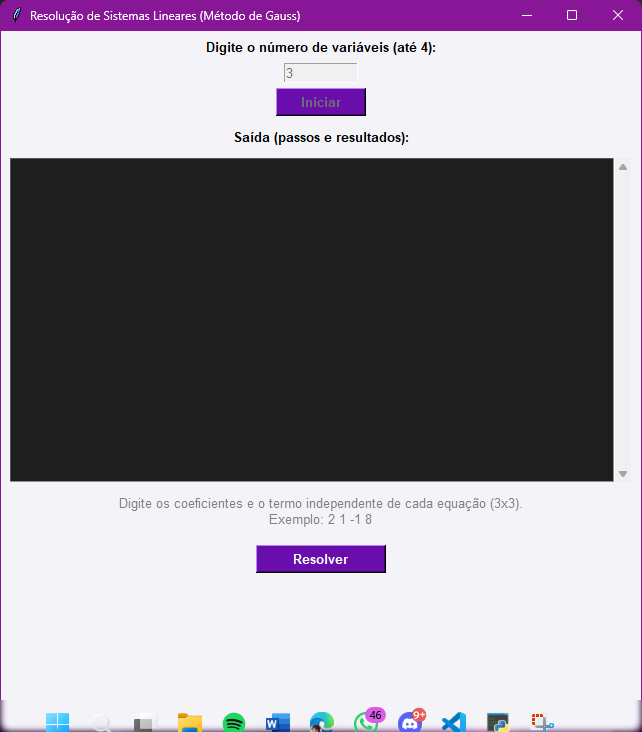 Resolução de Sistemas Lineares (Método de Gauss)
Digite o número de variáveis (até 4):
3
Iniciar
Saída (passos e resultados):
Digite os coeficientes e o termo independente de cada equação (3x3).
Exemplo: 2 1 -1 8
Resolver
46
9+